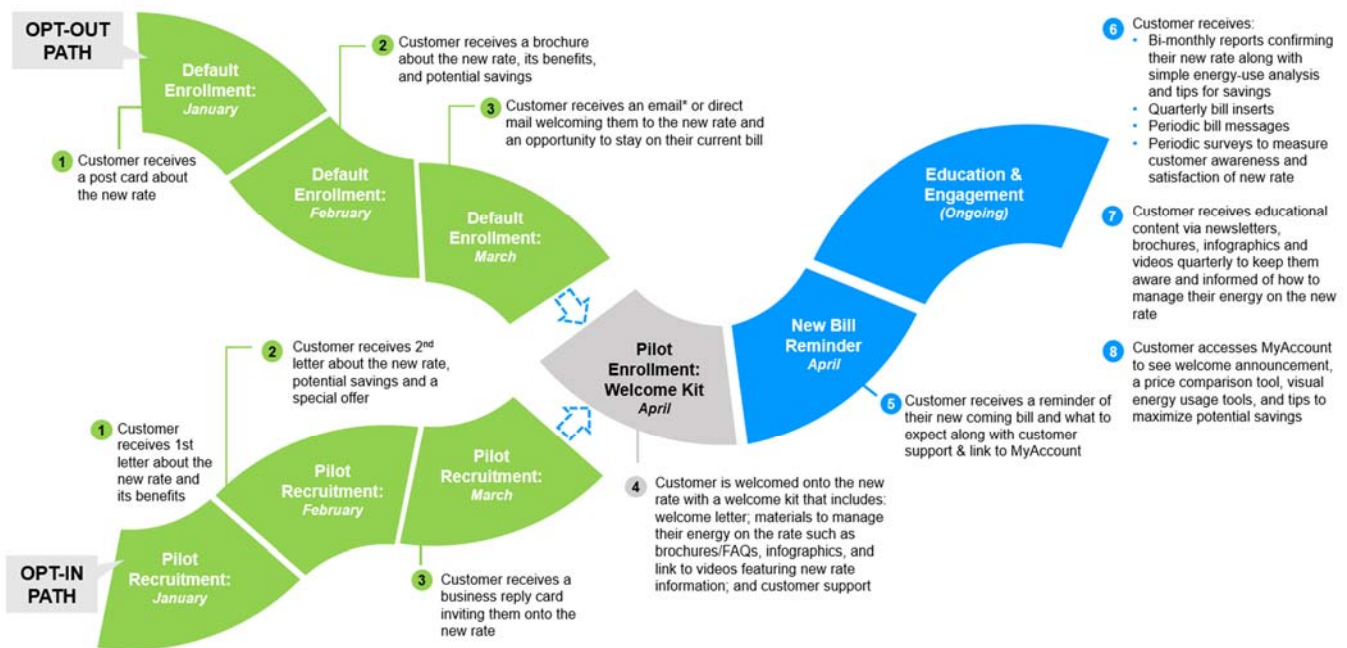 OPT-OUT
PATH
Default
Enrollment:
January
1
Customer receives
a post card about
the new rate
2
Customer receives a brochure
about the new rate, its benefits,
and potential savings
Default
Enrollment:
February
3
Customer receives an email* or direct
mail welcoming them to the new rate and
an opportunity to stay on their current bill
Default
Enrollment:
March
OPT-IN
PATH
Pilot
Recruitment:
January
1
Customer
receives 1st
letter about the
new rate and
its benefits
2
Customer receives 2nd
letter about the new rate,
potential savings and a
special offer
Pilot
Recruitment:
February
Pilot
Recruitment:
March
3
Customer receives a
business reply card
inviting them onto the
new rate
Pilot
Enrollment:
Welcome Kit
April
4
Customer is welcomed onto the new
rate with a welcome kit that includes:
welcome letter; materials to manage
their energy on the rate such as
brochures/FAQs, infographics, and
link to videos featuring new rate
information; and customer support
New Bill
Reminder
April
5
Customer receives a reminder of
their new coming bill and what to
expect along with customer
support & link to MyAccount
Education &
Engagement
(Ongoing)
6
Customer receives:
• Bi-monthly reports confirming
their new rate along with
simple energy-use analysis
and tips for savings
• Quarterly bill inserts
• Periodic bill messages
• Periodic surveys to measure
customer awareness and
satisfaction of new rate
7
Customer receives educational
content via newsletters,
brochures, infographics and
videos quarterly to keep them
aware and informed of how to
manage their energy on the new
rate
8
Customer accesses MyAccount
to see welcome announcement,
a price comparison tool, visual
energy usage tools, and tips to
maximize potential savings